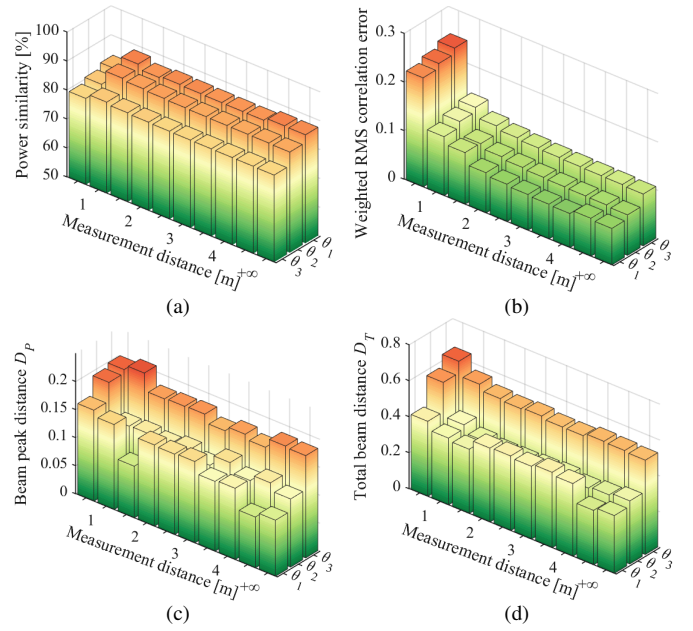 Power similarity [%]
100
90
80
70
60
50
1
2
3
4
+∞
Measurement distance [m]
θ1
θ2
θ3
(a)
Weighted RMS correlation error
0.3
0.2
0.1
0
1
2
3
4
+∞
Measurement distance [m]
θ3
θ2
θ1
(b)
Beam peak distance DP
0.2
0.15
0.1
0.05
0
1
2
3
4
+∞
Measurement distance [m]
θ3
θ2
θ1
(c)
Total beam distance DT
0.8
0.6
0.4
0.2
0
1
2
3
4
+∞
Measurement distance [m]
θ3
θ2
θ1
(d)